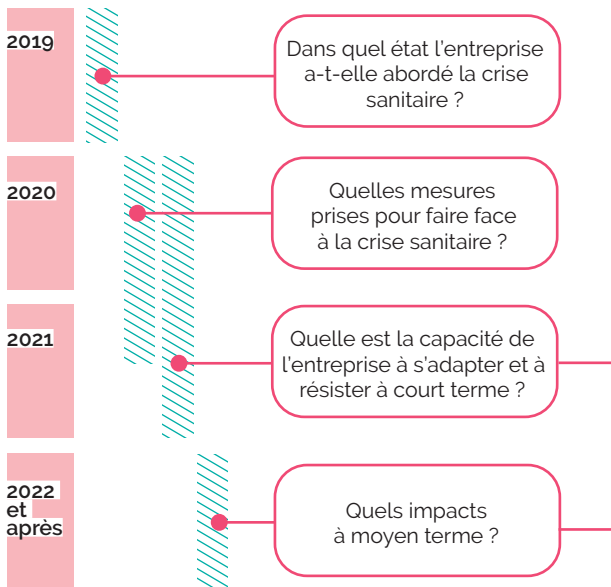 2019
Dans quel état l’entreprise
a-t-elle abordé la crise
sanitaire ?
2020
Quelles mesures
prises pour faire face
à la crise sanitaire ?
2021
Quelle est la capacité de
l’entreprise à s’adapter et à
résister à court terme ?
2022
et
après
Quels impacts
à moyen terme ?